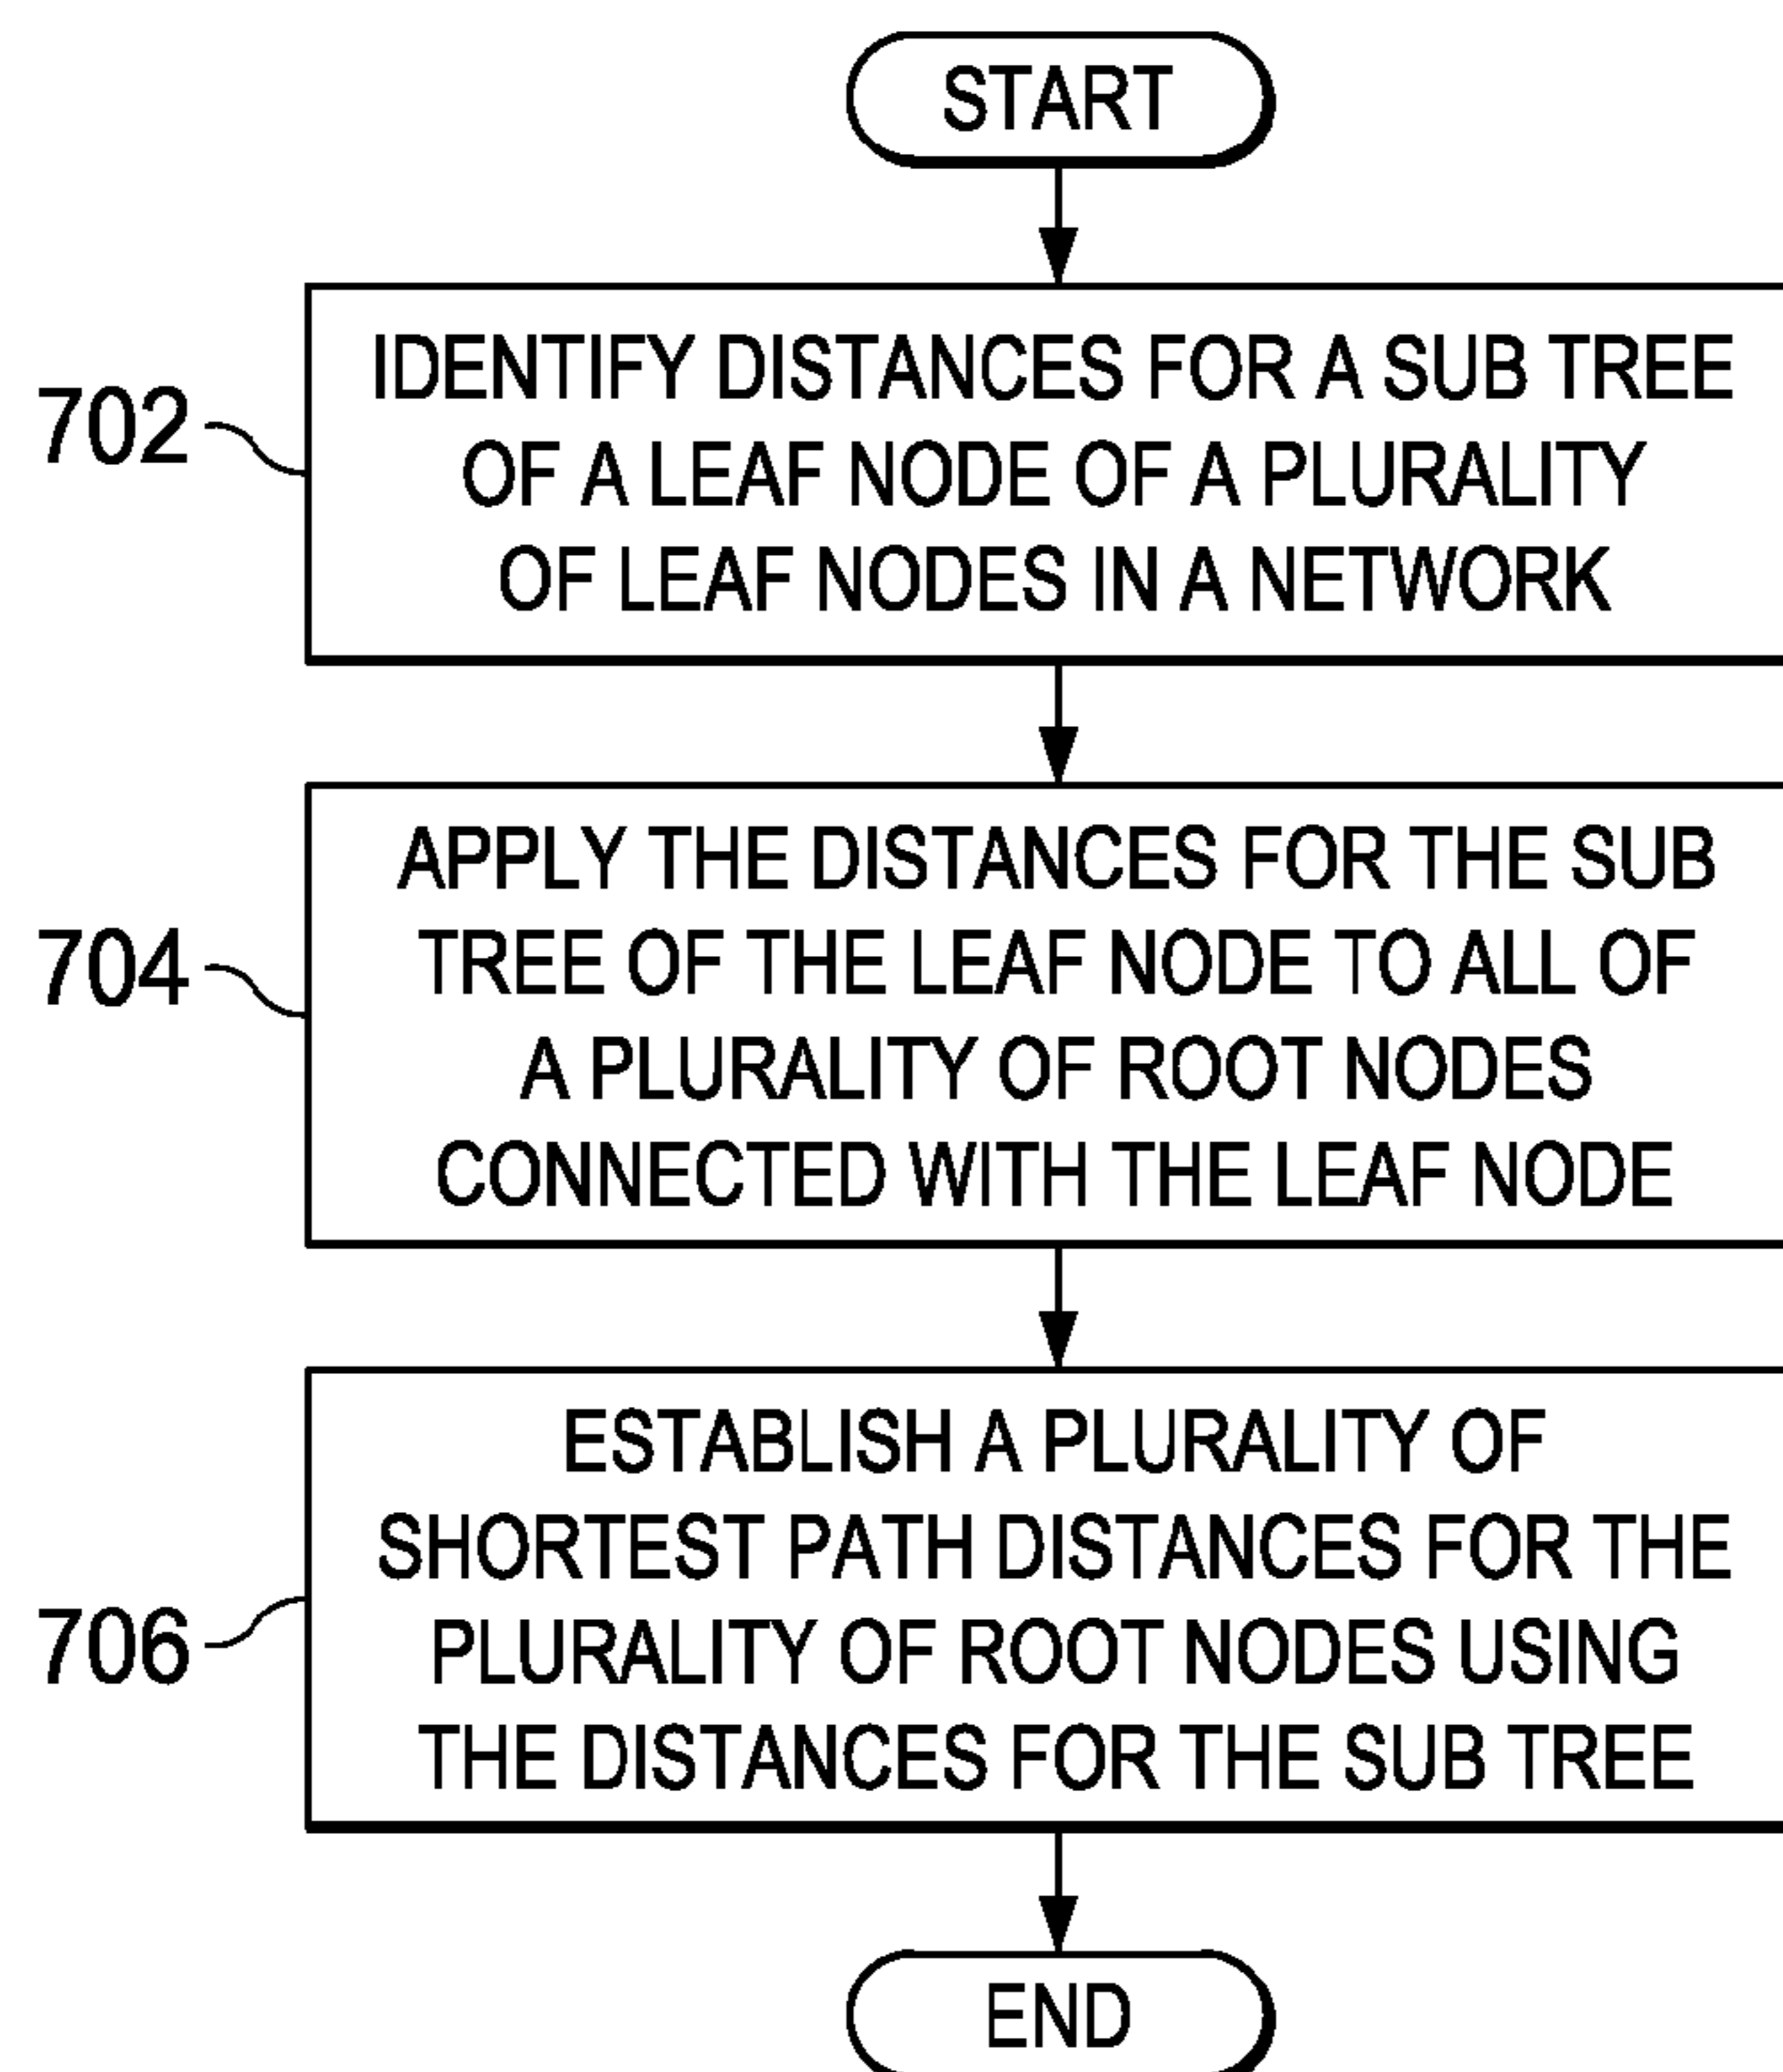 START
702
IDENTIFY DISTANCES FOR A SUB TREE
OF A LEAF NODE OF A PLURALITY
OF LEAF NODES IN A NETWORK
704
APPLY THE DISTANCES FOR THE SUB
TREE OF THE LEAF NODE TO ALL OF
A PLURALITY OF ROOT NODES
CONNECTED WITH THE LEAF NODE
706
ESTABLISH A PLURALITY OF
SHORTEST PATH DISTANCES FOR THE
PLURALITY OF ROOT NODES USING
THE DISTANCES FOR THE SUB TREE
END